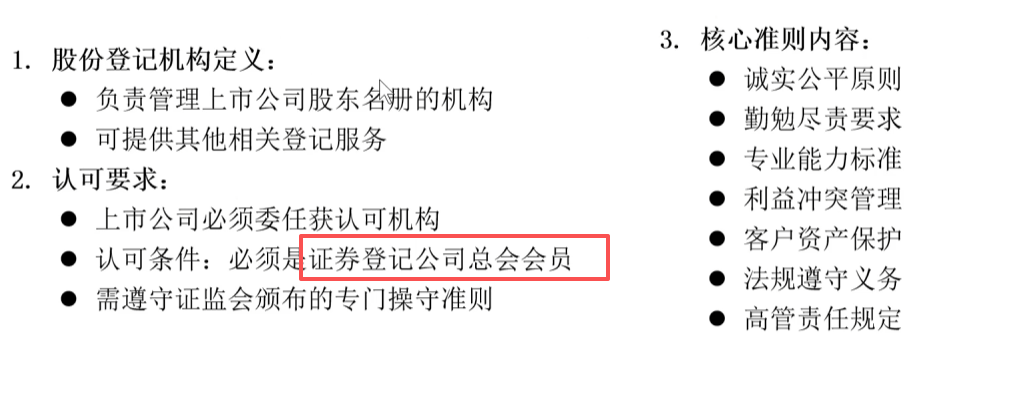 1. 股份登记机构定义：
● 负责管理上市公司股东名册的机构
● 可提供其他相关登记服务
2. 认可要求：
● 上市公司必须委任获认可机构
● 认可条件：必须是证券登记公司总会会员
● 需遵守证监会颁布的专门操守准则
3. 核心准则内容：
● 诚实公平原则
● 勤勉尽责要求
● 专业能力标准
● 利益冲突管理
● 客户资产保护
● 法规遵守义务
● 高管责任规定